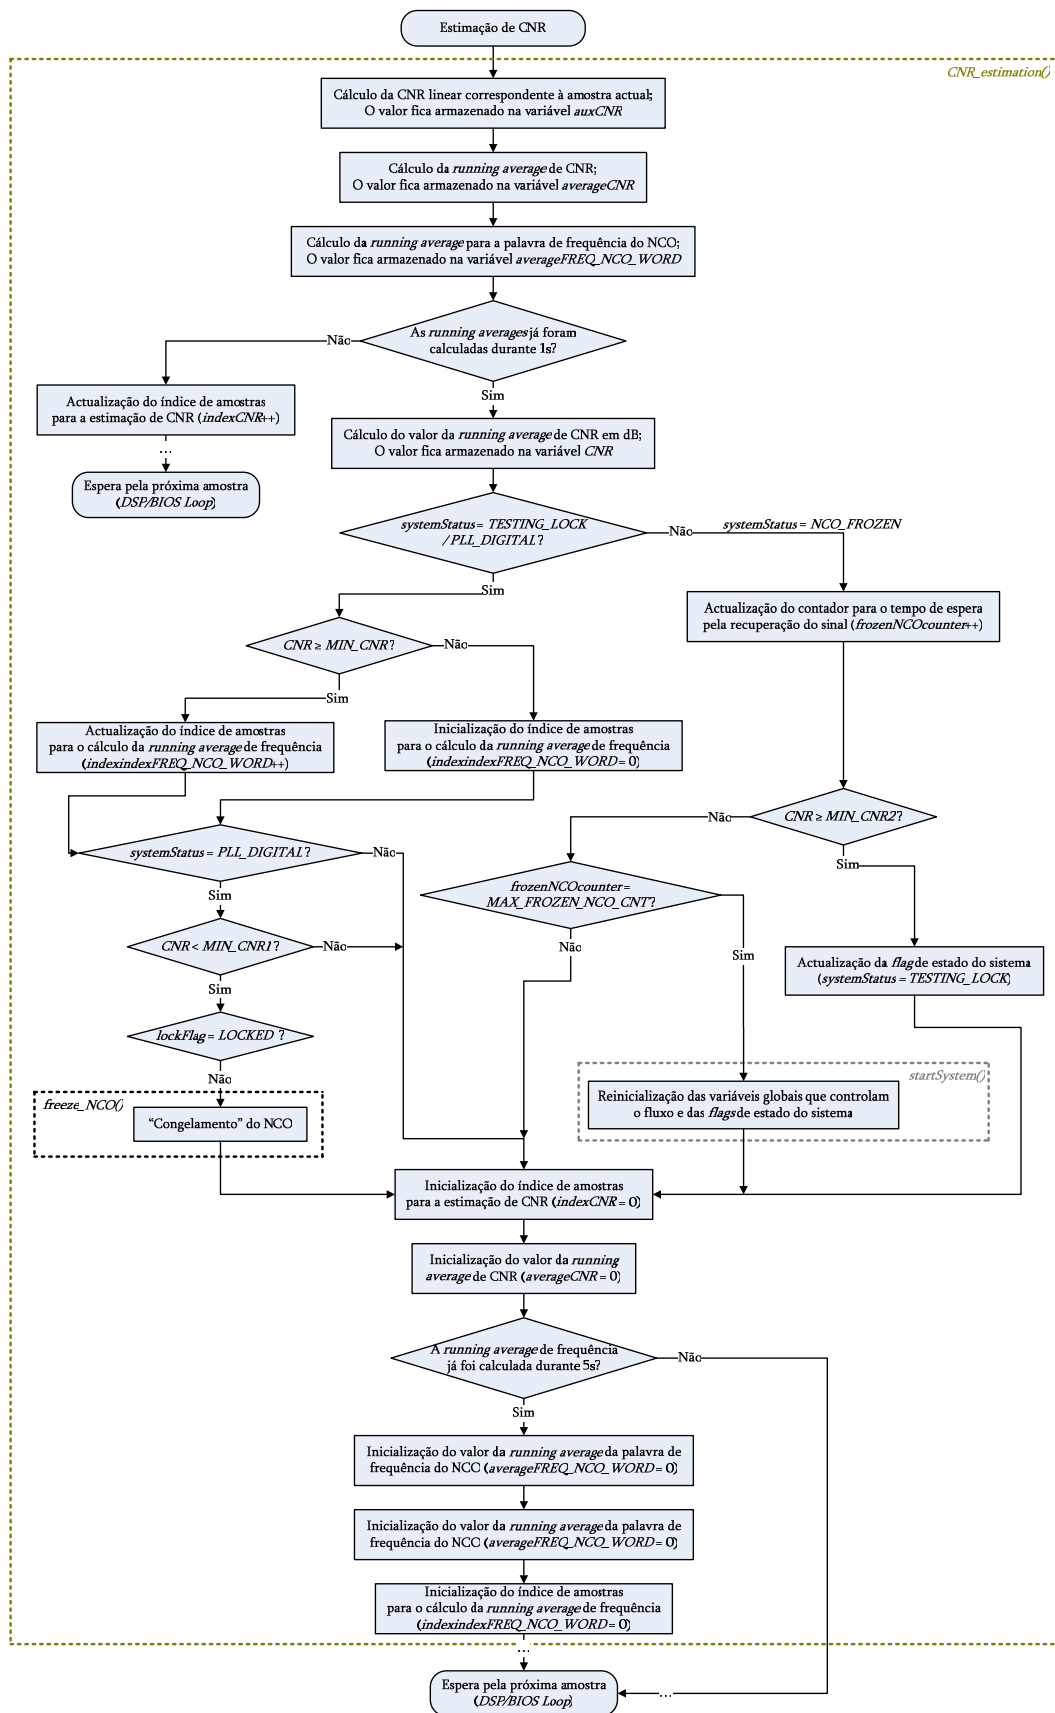 Estimação de CNR
CNR_estimation()
Cálculo da CNR linear correspondente à amostra actual;
O valor fica armazenado na variável auxCNR
Cálculo da running average de CNR;
O valor fica armazenado na variável averageCNR
Cálculo da running average para a palavra de frequência do NCO;
O valor fica armazenado na variável averageFREQ_NCO_WORD
As running averages já foram
calculadas durante 1s?
Não
Sim
Actualização do índice de amostras
para a estimação de CNR (indexCNR++)
...
Espera pela próxima amostra
(DSP/BIOS Loop)
Cálculo do valor da running average de CNR em dB;
O valor fica armazenado na variável CNR
systemStatus = TESTING_LOCK
/ PLL_DIGITAL?
Não
systemStatus = NCO_FROZEN
Sim
Actualização do contador para o tempo de espera
pela recuperação do sinal (frozenNCOcounter++)
CNR ≥ MIN_CNR?
Não
Sim
Actualização do índice de amostras
para o cálculo da running average de frequência
(indexindexFREQ_NCO_WORD++)
Inicialização do índice de amostras
para o cálculo da running average de frequência
(indexindexFREQ_NCO_WORD = 0)
CNR ≥ MIN_CNR2?
Não
Sim
systemStatus = PLL_DIGITAL?
Não
Sim
frozenNCOcounter =
MAX_FROZEN_NCO_CNT?
Não
Sim
CNR < MIN_CNR1?
Não
Sim
Actualização da flag de estado do sistema
(systemStatus = TESTING_LOCK)
lockFlag = LOCKED ?
Não
freeze_NCO()
"Congelamento" do NCO
startSystem()
Reinicialização das variáveis globais que controlam
o fluxo e das flags de estado do sistema
Inicialização do índice de amostras
para a estimação de CNR (indexCNR = 0)
Inicialização do valor da running
average de CNR (averageCNR = 0)
A running average de frequência
já foi calculada durante 5s?
Não
Sim
Inicialização do valor da running average da palavra de
frequência do NCO (averageFREQ_NCO_WORD = 0)
Inicialização do valor da running average da palavra de
frequência do NCO (averageFREQ_NCO_WORD = 0)
Inicialização do índice de amostras
para o cálculo da running average de frequência
(indexindexFREQ_NCO_WORD = 0)
...
Espera pela próxima amostra
(DSP/BIOS Loop)
...